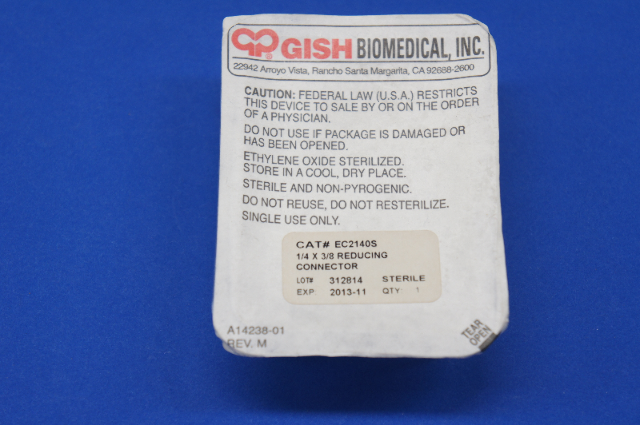 GISH BIOMEDICAL, INC.
22942 Arroyo Vista, Rancho Santa Margarita, CA 92688-2600
CAUTION: FEDERAL LAW (U.S.A.) RESTRICTS
THIS DEVICE TO SALE BY OR ON THE ORDER
OF A PHYSICIAN.
DO NOT USE IF PACKAGE IS DAMAGED OR
HAS BEEN OPENED.
ETHYLENE OXIDE STERILIZED.
STORE IN A COOL, DRY PLACE.
STERILE AND NON-PYROGENIC.
DO NOT REUSE, DO NOT RESTERILIZE.
SINGLE USE ONLY.
CAT# EC2140S
1/4 X 3/8 REDUCING
CONNECTOR
LOT# 312814 STERILE
EXP: 2013-11 QTY: 1
A14238-01
REV. M
TEAR
OPEN